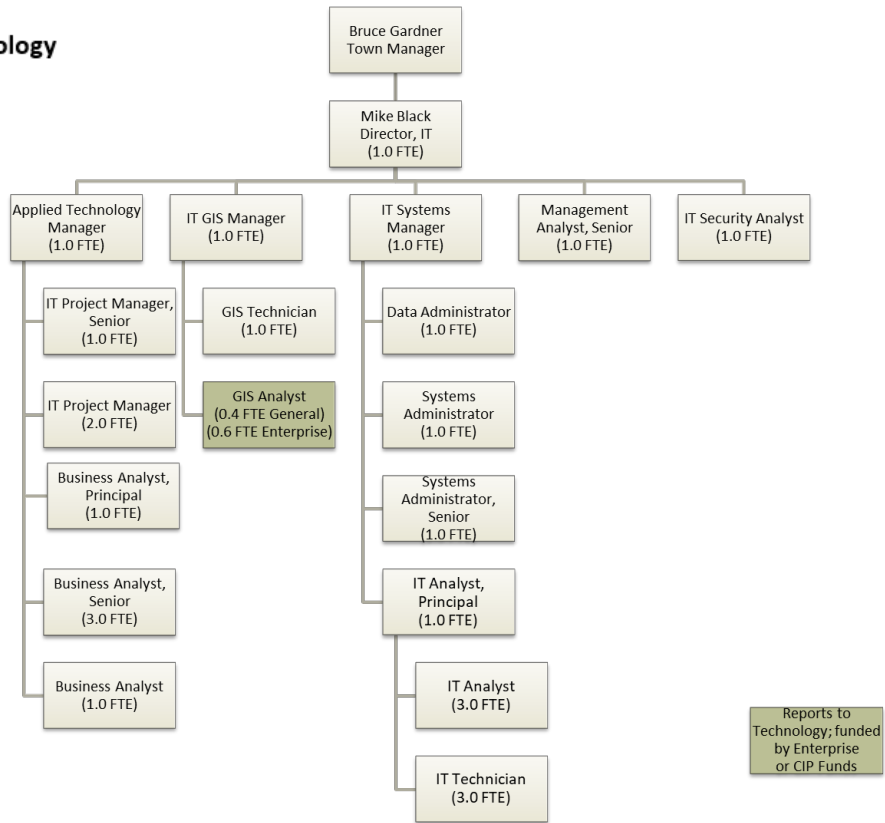 Bruce Gardner
Town Manager
Mike Black
Director, IT
(1.0 FTE)
Applied Technology
Manager
(1.0 FTE)
IT GIS Manager
(1.0 FTE)
IT Systems
Manager
(1.0 FTE)
Management
Analyst, Senior
(1.0 FTE)
IT Security Analyst
(1.0 FTE)
IT Project Manager,
Senior
(1.0 FTE)
IT Project Manager
(2.0 FTE)
Business Analyst,
Principal
(1.0 FTE)
Business Analyst,
Senior
(3.0 FTE)
Business Analyst
(1.0 FTE)
GIS Technician
(1.0 FTE)
GIS Analyst
(0.4 FTE General)
(0.6 FTE Enterprise)
Data Administrator
(1.0 FTE)
Systems
Administrator
(1.0 FTE)
Systems
Administrator,
Senior
(1.0 FTE)
IT Analyst,
Principal
(1.0 FTE)
IT Analyst
(3.0 FTE)
IT Technician
(3.0 FTE)
Reports to
Technology; funded
by Enterprise
or CIP Funds